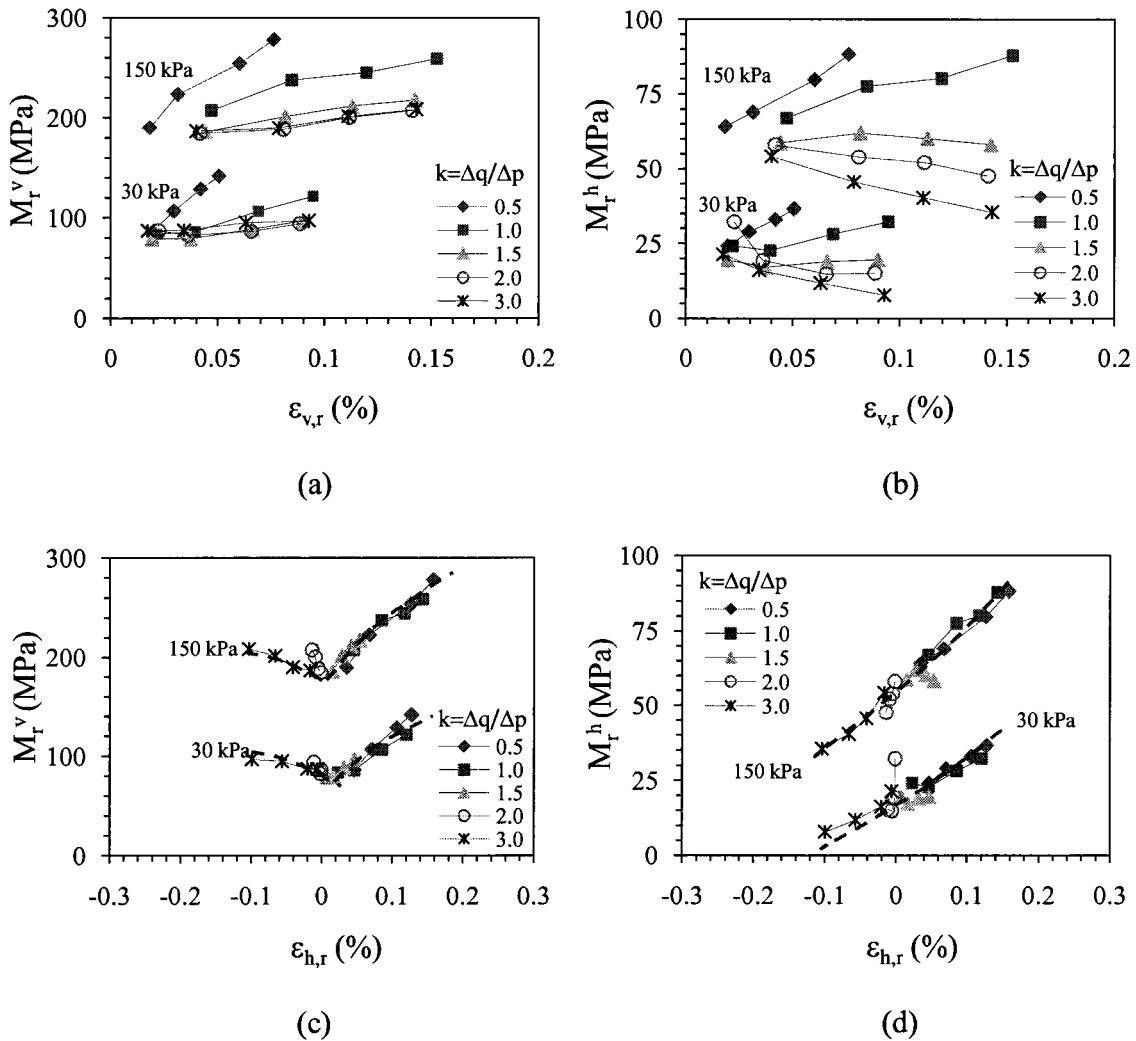 300
200
100
0
M_r^v (MPa)
150 kPa
30 kPa
k=Δq/Δp
0.5
1.0
1.5
2.0
3.0
0 0.05 0.1 0.15 0.2
ε_v,r (%)
(a)
100
75
50
25
0
M_r^h (MPa)
150 kPa
30 kPa
k=Δq/Δp
0.5
1.0
1.5
2.0
3.0
0 0.05 0.1 0.15 0.2
ε_v,r (%)
(b)
300
200
100
0
M_r^v (MPa)
150 kPa
30 kPa
k=Δq/Δp
0.5
1.0
1.5
2.0
3.0
-0.3 -0.2 -0.1 0 0.1 0.2 0.3
ε_h,r (%)
(c)
100
75
50
25
0
M_r^h (MPa)
k=Δq/Δp
0.5
1.0
1.5
2.0
3.0
30 kPa
150 kPa
-0.3 -0.2 -0.1 0 0.1 0.2 0.3
ε_h,r (%)
(d)